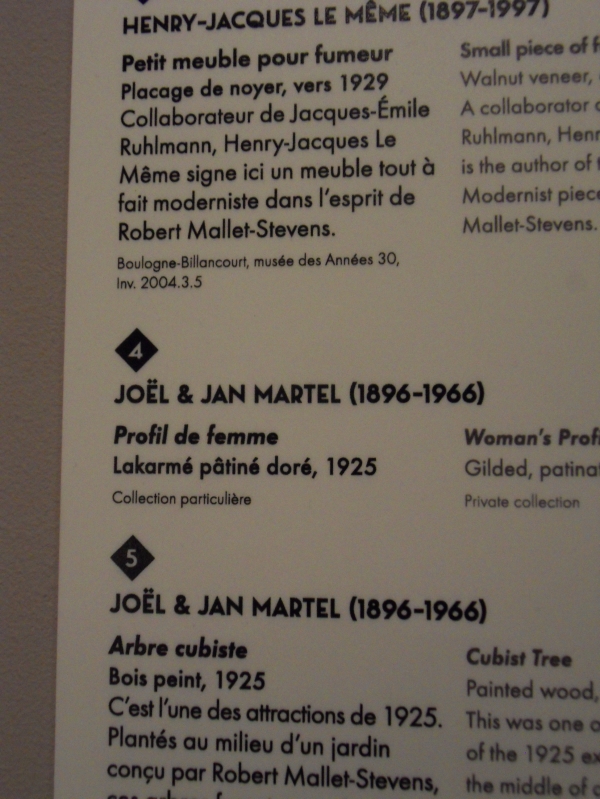 HENRY-JACQUES LE MÊME (1897-1997)
Petit meuble pour fumeur
Placage de noyer, vers 1929
Collaborateur de Jacques-Émile
Ruhlmann, Henry-Jacques Le
Même signe ici un meuble tout à
fait moderniste dans l'esprit de
Robert Mallet-Stevens.
Boulogne-Billancourt, musée des Années 30,
Inv. 2004.3.5
Small piece of
Walnut veneer,
A collaborator
Ruhlmann,
is the author of
Modernist
Mallet-Stevens.
4
JOËL & JAN MARTEL (1896-1966)
Profil de femme
Lakarmé pâtiné doré, 1925
Collection particulière
Woman's
Gilded,
Private collection
5
JOËL & JAN MARTEL (1896-1966)
Arbre cubiste
Bois peint, 1925
C'est l'une des attractions de 1925.
Plantés au milieu d'un jardin
conçu par Robert Mallet-Stevens,
Cubist Tree
Painted wood,
This was one
of the 1925
the middle of